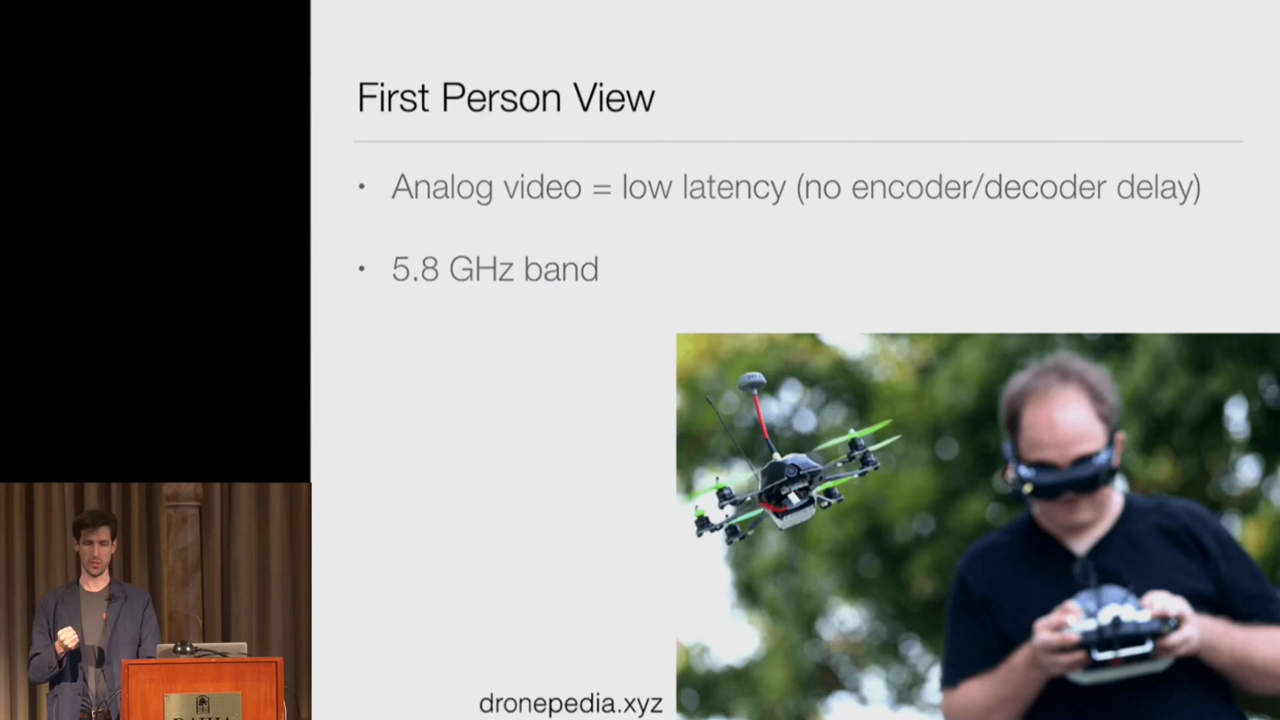 First Person View
• Analog video = low latency (no encoder/decoder delay)
• 5.8 GHz band
dronepedia.xyz